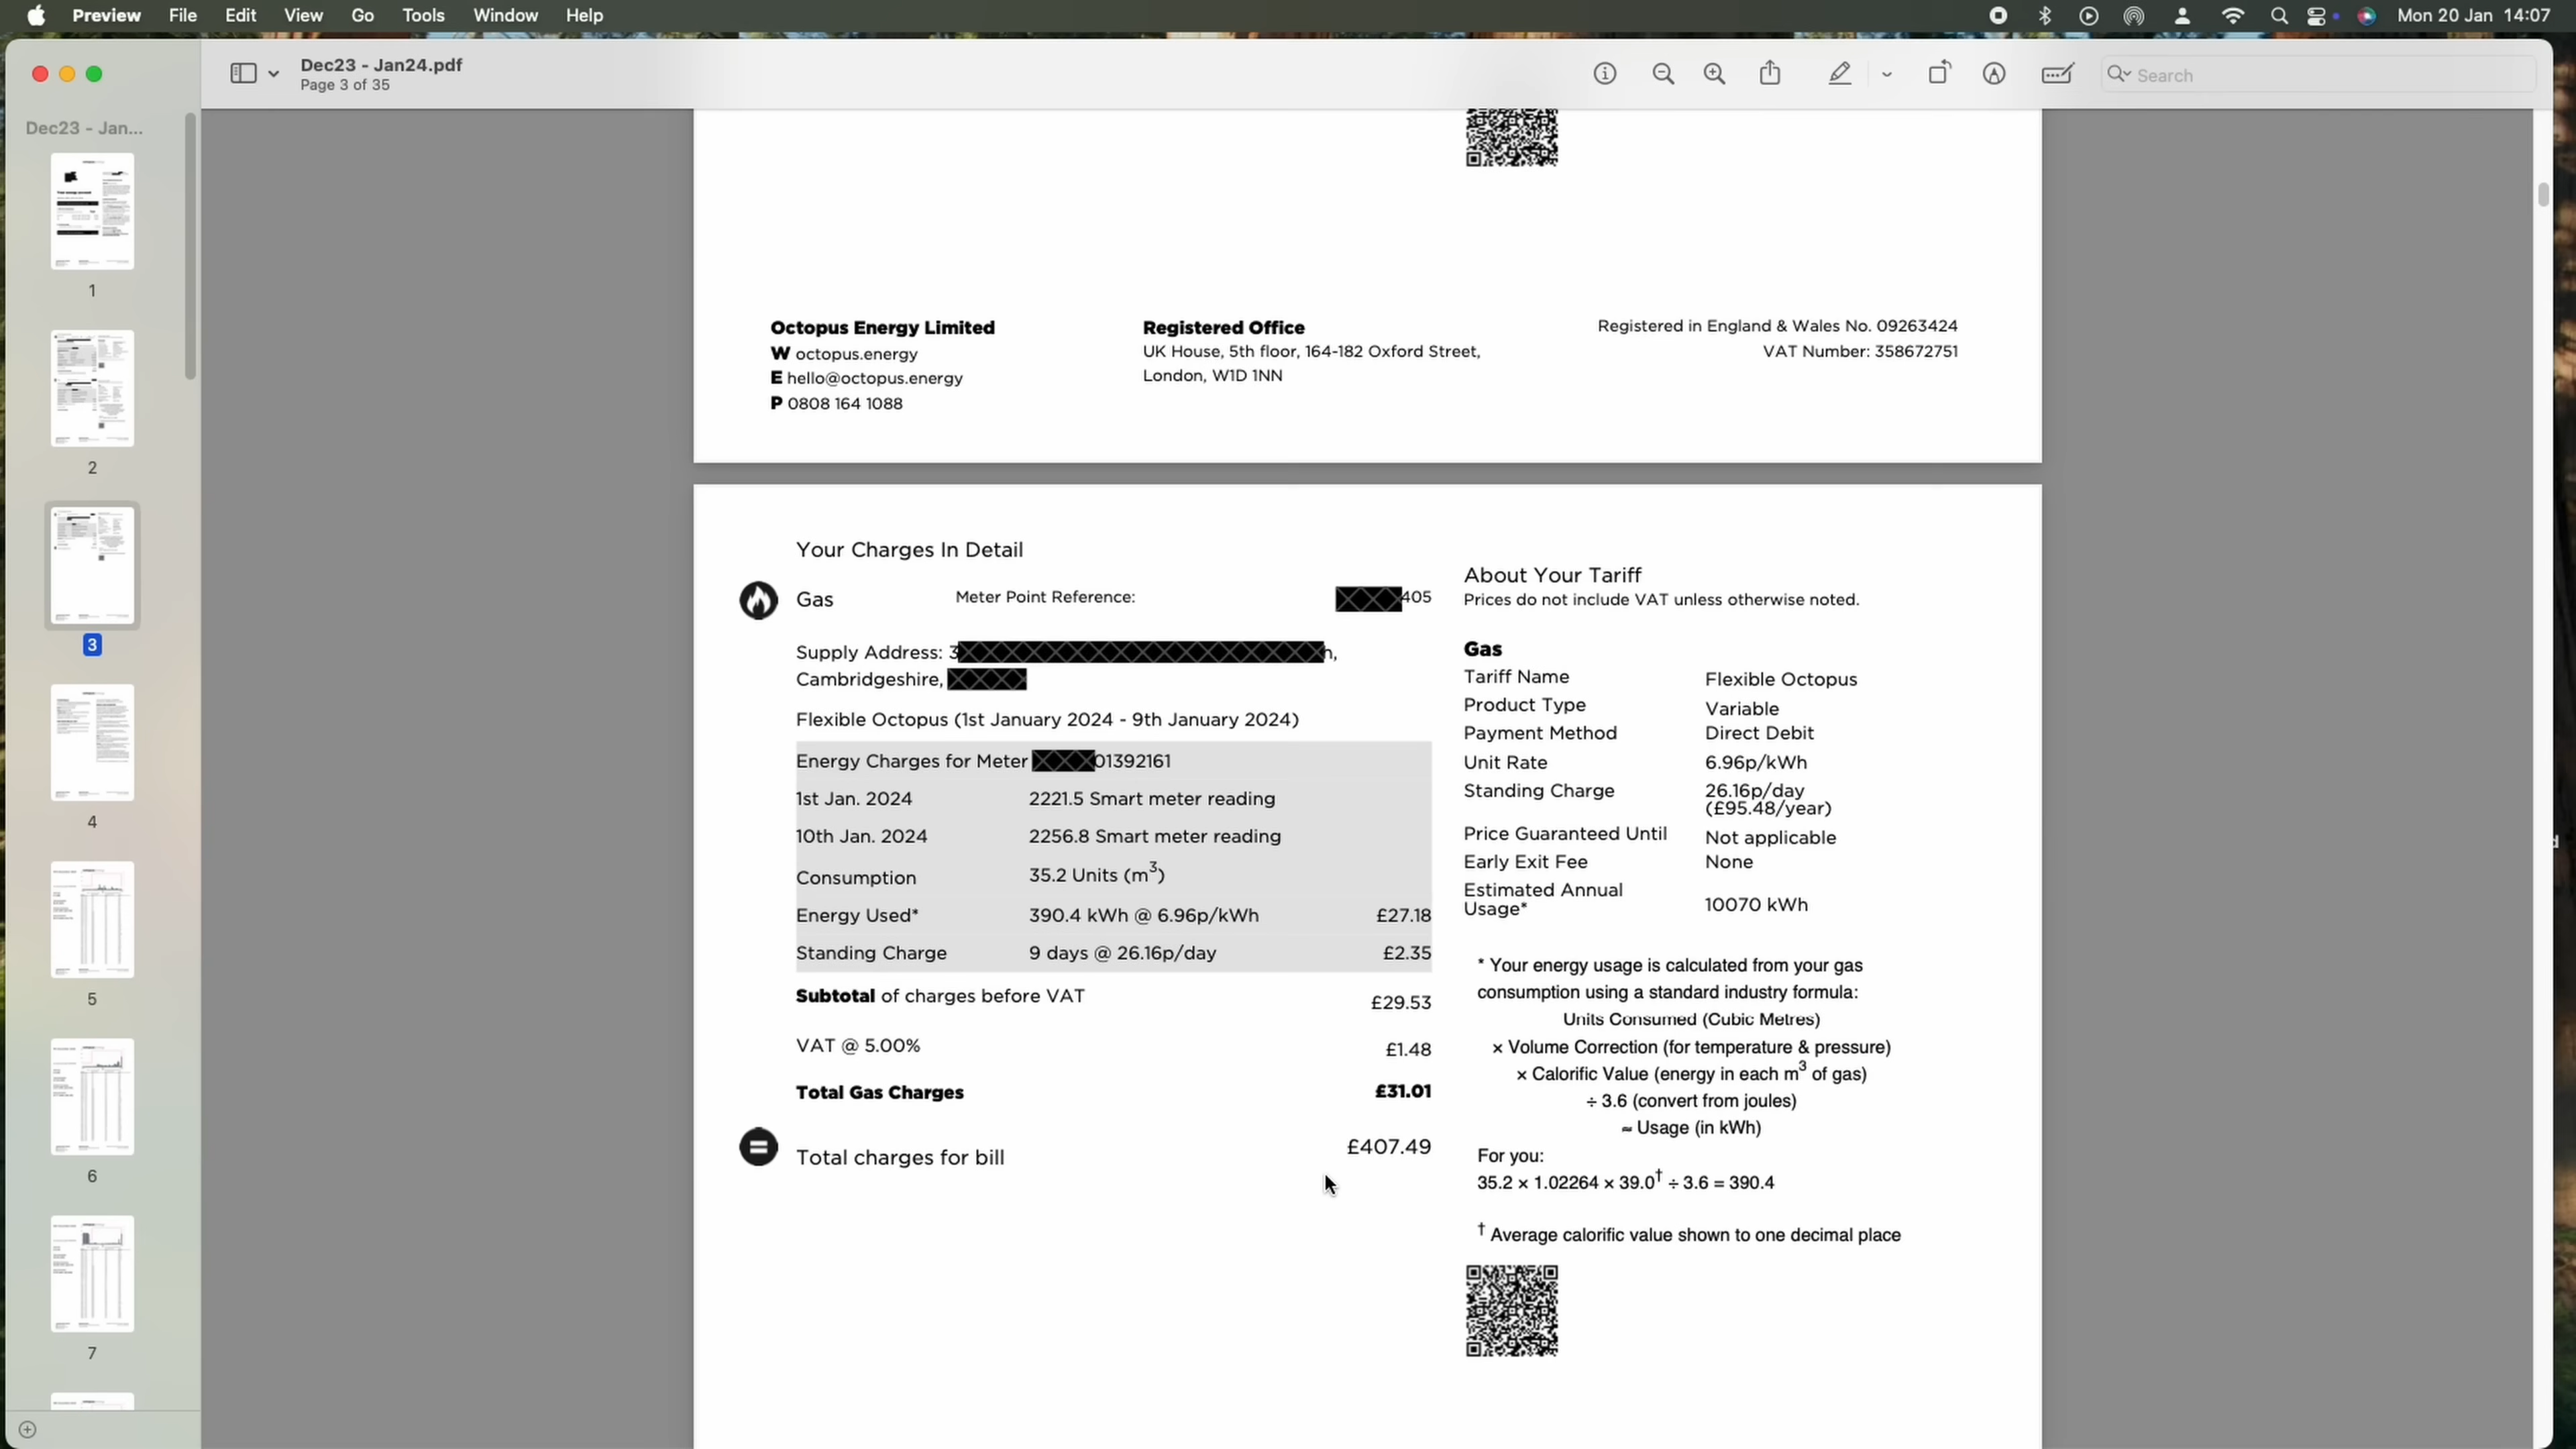 Preview File Edit View Go Tools Window Help
Mon 20 Jan 14:07
Dec23 - Jan24.pdf
Page 3 of 35
Search
Dec23 - Jan...
1
2
3
4
5
6
7
Octopus Energy Limited
W octopus.energy
E hello@octopus.energy
P 0808 164 1088
Registered Office
UK House, 5th floor, 164-182 Oxford Street,
London, W1D 1NN
Registered in England & Wales No. 09263424
VAT Number: 358672751
Your Charges In Detail
Gas Meter Point Reference: 405
Supply Address: 3 h,
Cambridgeshire,
Flexible Octopus (1st January 2024 - 9th January 2024)
Energy Charges for Meter 01392161
1st Jan. 2024 2221.5 Smart meter reading
10th Jan. 2024 2256.8 Smart meter reading
Consumption 35.2 Units (m³)
Energy Used* 390.4 kWh @ 6.96p/kWh £27.18
Standing Charge 9 days @ 26.16p/day £2.35
Subtotal of charges before VAT £29.53
VAT @ 5.00% £1.48
Total Gas Charges £31.01
Total charges for bill £407.49
About Your Tariff
Prices do not include VAT unless otherwise noted.
Gas
Tariff Name Flexible Octopus
Product Type Variable
Payment Method Direct Debit
Unit Rate 6.96p/kWh
Standing Charge 26.16p/day
(£95.48/year)
Price Guaranteed Until Not applicable
Early Exit Fee None
Estimated Annual
Usage* 10070 kWh
* Your energy usage is calculated from your gas
consumption using a standard industry formula:
Units Consumed (Cubic Metres)
× Volume Correction (for temperature & pressure)
× Calorific Value (energy in each m³ of gas)
÷ 3.6 (convert from joules)
= Usage (in kWh)
For you:
35.2 × 1.02264 × 39.0† ÷ 3.6 = 390.4
† Average calorific value shown to one decimal place